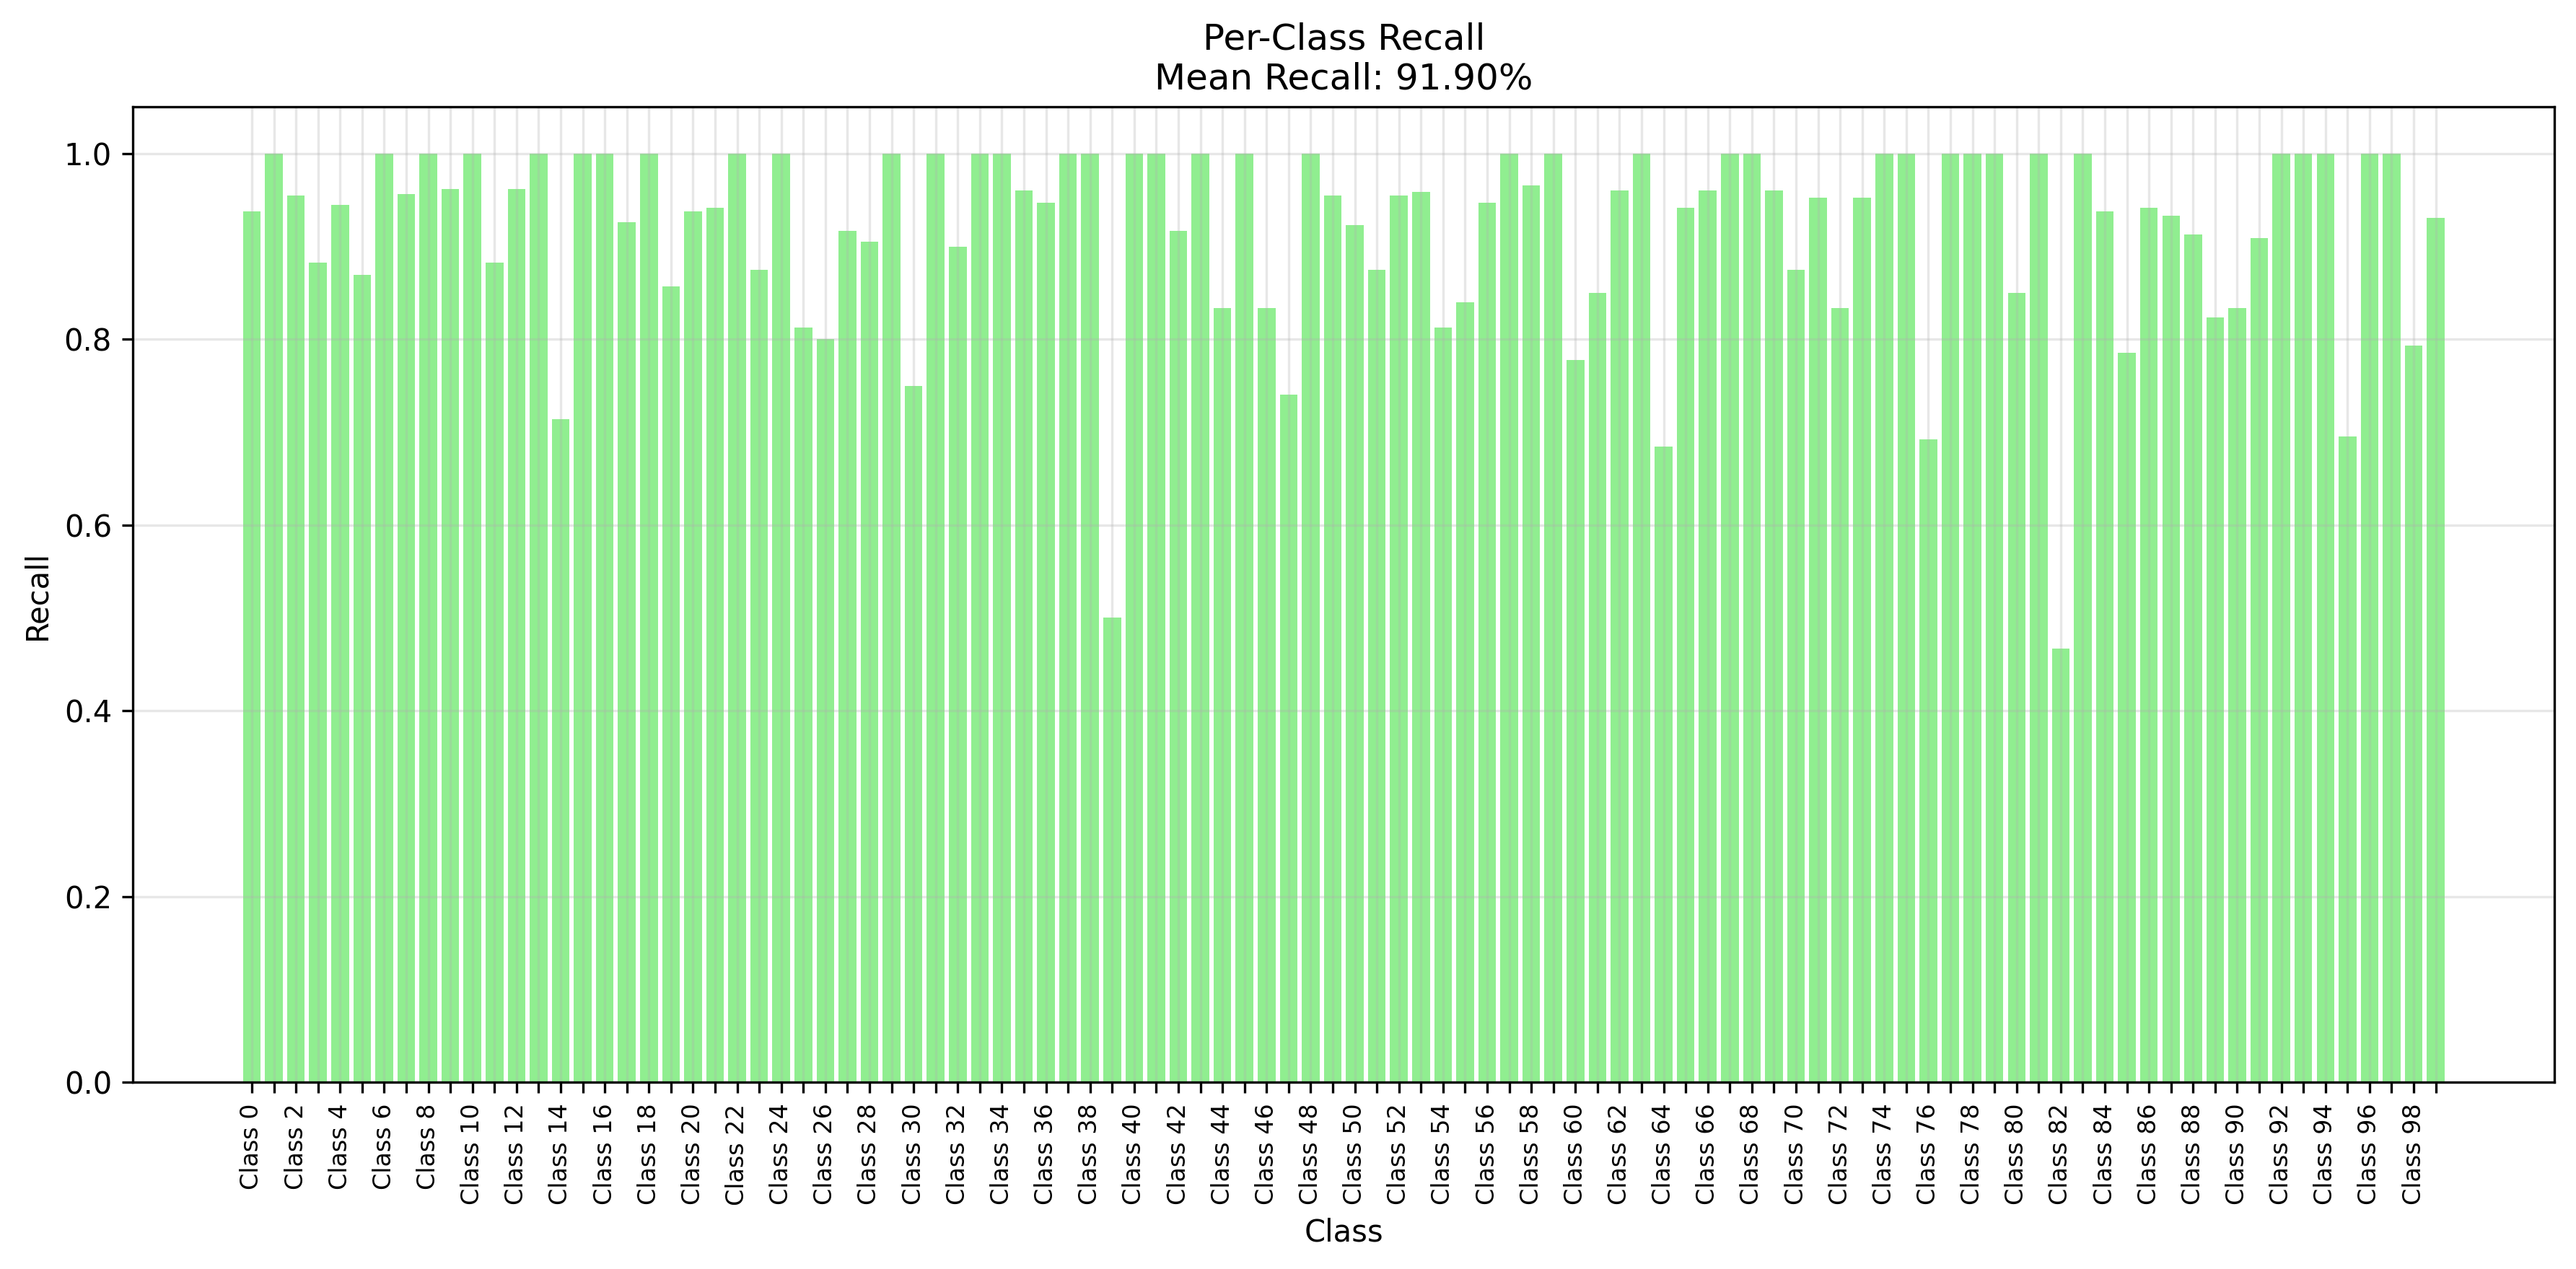 Per-Class Recall
Mean Recall: 91.90%
1.0
0.8
0.6
0.4
0.2
0.0
Recall
Class 0
Class 2
Class 4
Class 6
Class 8
Class 10
Class 12
Class 14
Class 16
Class 18
Class 20
Class 22
Class 24
Class 26
Class 28
Class 30
Class 32
Class 34
Class 36
Class 38
Class 40
Class 42
Class 44
Class 46
Class 48
Class 50
Class 52
Class 54
Class 56
Class 58
Class 60
Class 62
Class 64
Class 66
Class 68
Class 70
Class 72
Class 74
Class 76
Class 78
Class 80
Class 82
Class 84
Class 86
Class 88
Class 90
Class 92
Class 94
Class 96
Class 98
Class